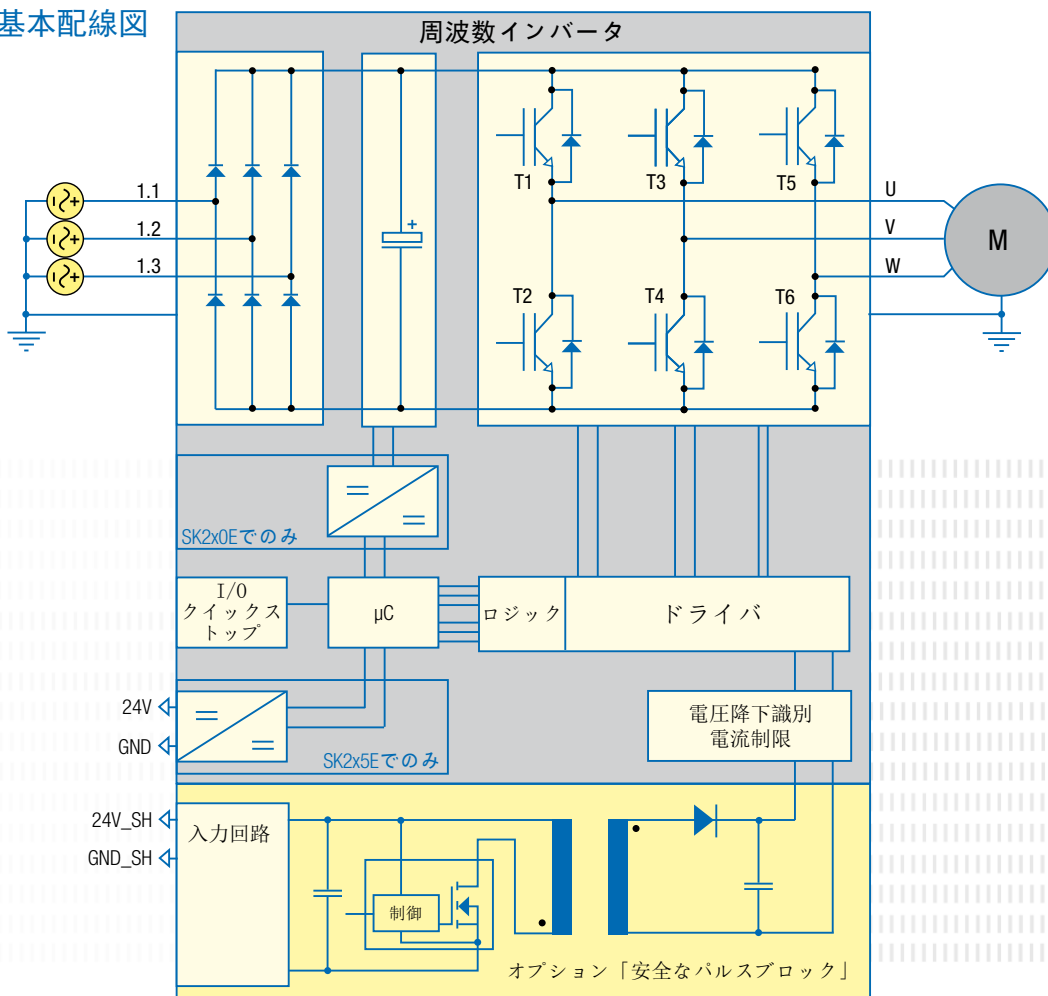 基本配線図
周波数インバータ
T1
T3
T5
1.1
1.2
1.3
U
V
W
M
T2
T4
T6
+
SK2x0Eでのみ
I/O
クイックス
トップ
µC
ロジック
ドライバ
24V
GND
SK2x5Eでのみ
電圧降下識別
電流制限
24V_SH
GND_SH
入力回路
制御
オプション「安全なパルスブロック」